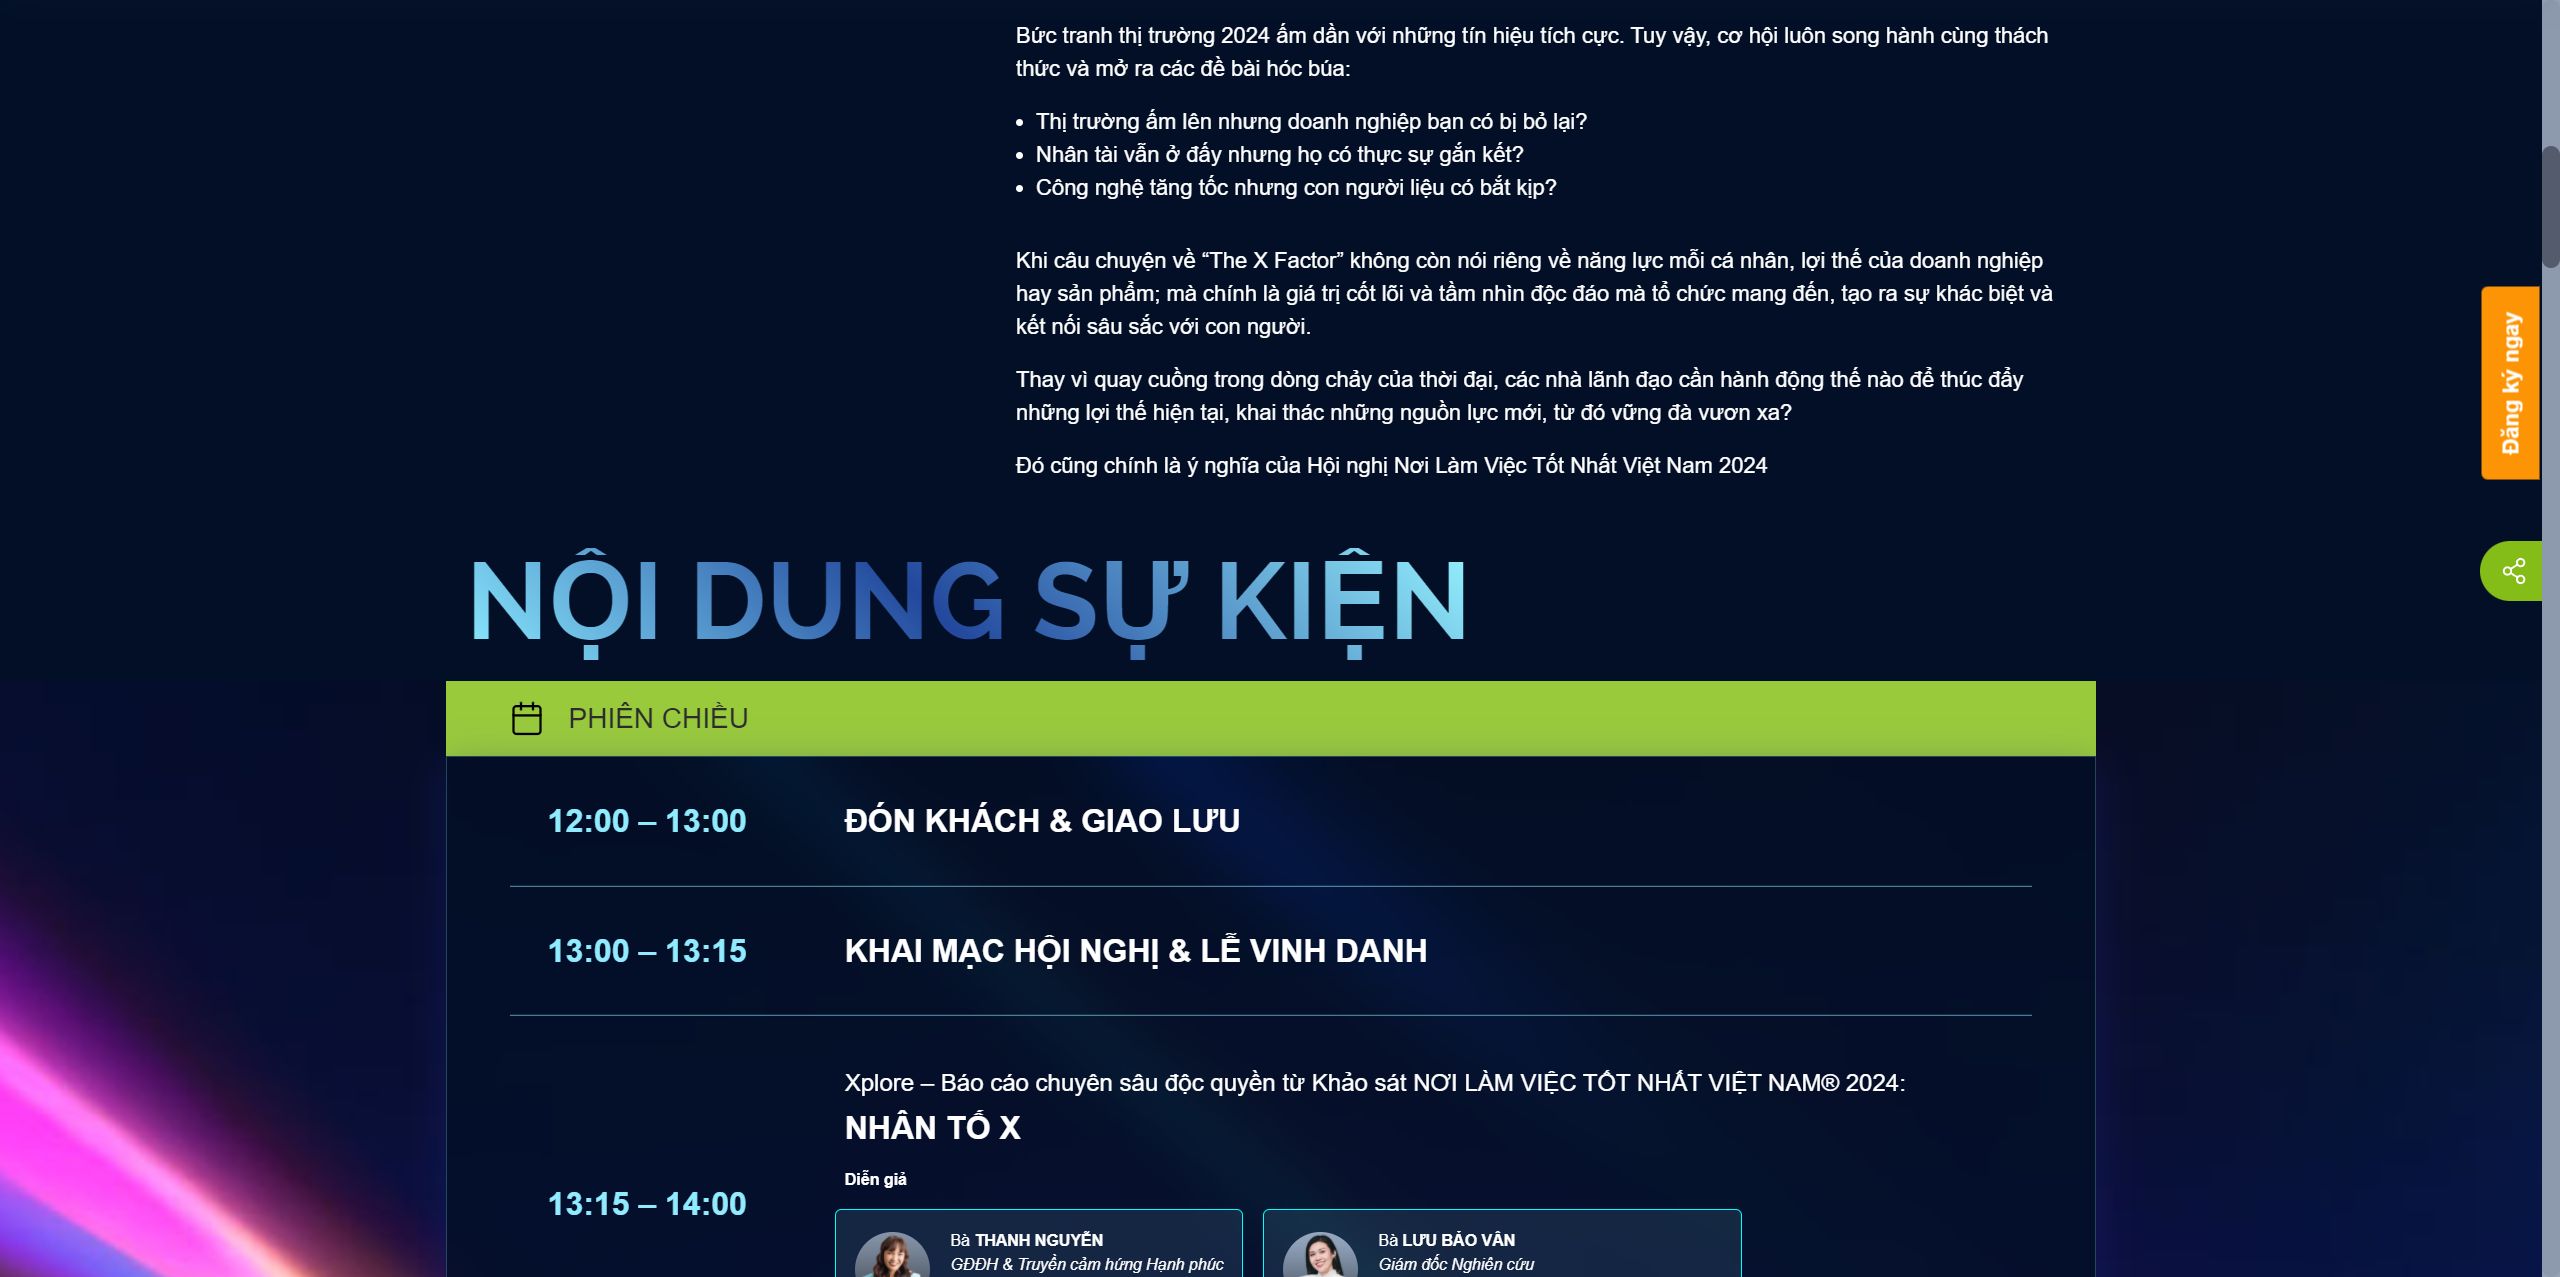 Bức tranh thị trường 2024 ấm dần với những tín hiệu tích cực. Tuy vậy, cơ hội luôn song hành cùng thách
thức và mở ra các đề bài hóc búa:
• Thị trường ấm lên nhưng doanh nghiệp bạn có bị bỏ lại?
• Nhân tài vẫn ở đấy nhưng họ có thực sự gắn kết?
• Công nghệ tăng tốc nhưng con người liệu có bắt kịp?
Khi câu chuyện về “The X Factor” không còn nói riêng về năng lực mỗi cá nhân, lợi thế của doanh nghiệp
hay sản phẩm; mà chính là giá trị cốt lõi và tầm nhìn độc đáo mà tổ chức mang đến, tạo ra sự khác biệt và
kết nối sâu sắc với con người.
Thay vì quay cuồng trong dòng chảy của thời đại, các nhà lãnh đạo cần hành động thế nào để thúc đẩy
những lợi thế hiện tại, khai thác những nguồn lực mới, từ đó vững đà vươn xa?
Đó cũng chính là ý nghĩa của Hội nghị Nơi Làm Việc Tốt Nhất Việt Nam 2024
Đăng ký ngay
NỘI DUNG SỰ KIỆN
PHIÊN CHIỀU
12:00 – 13:00 ĐÓN KHÁCH & GIAO LƯU
13:00 – 13:15 KHAI MẠC HỘI NGHỊ & LỄ VINH DANH
Xplore – Báo cáo chuyên sâu độc quyền từ Khảo sát NƠI LÀM VIỆC TỐT NHẤT VIỆT NAM® 2024:
NHÂN TỐ X
Diễn giả
13:15 – 14:00
Bà THANH NGUYỄN
GĐĐH & Truyền cảm hứng Hạnh phúc
Bà LƯU BẢO VÂN
Giám đốc Nghiên cứu